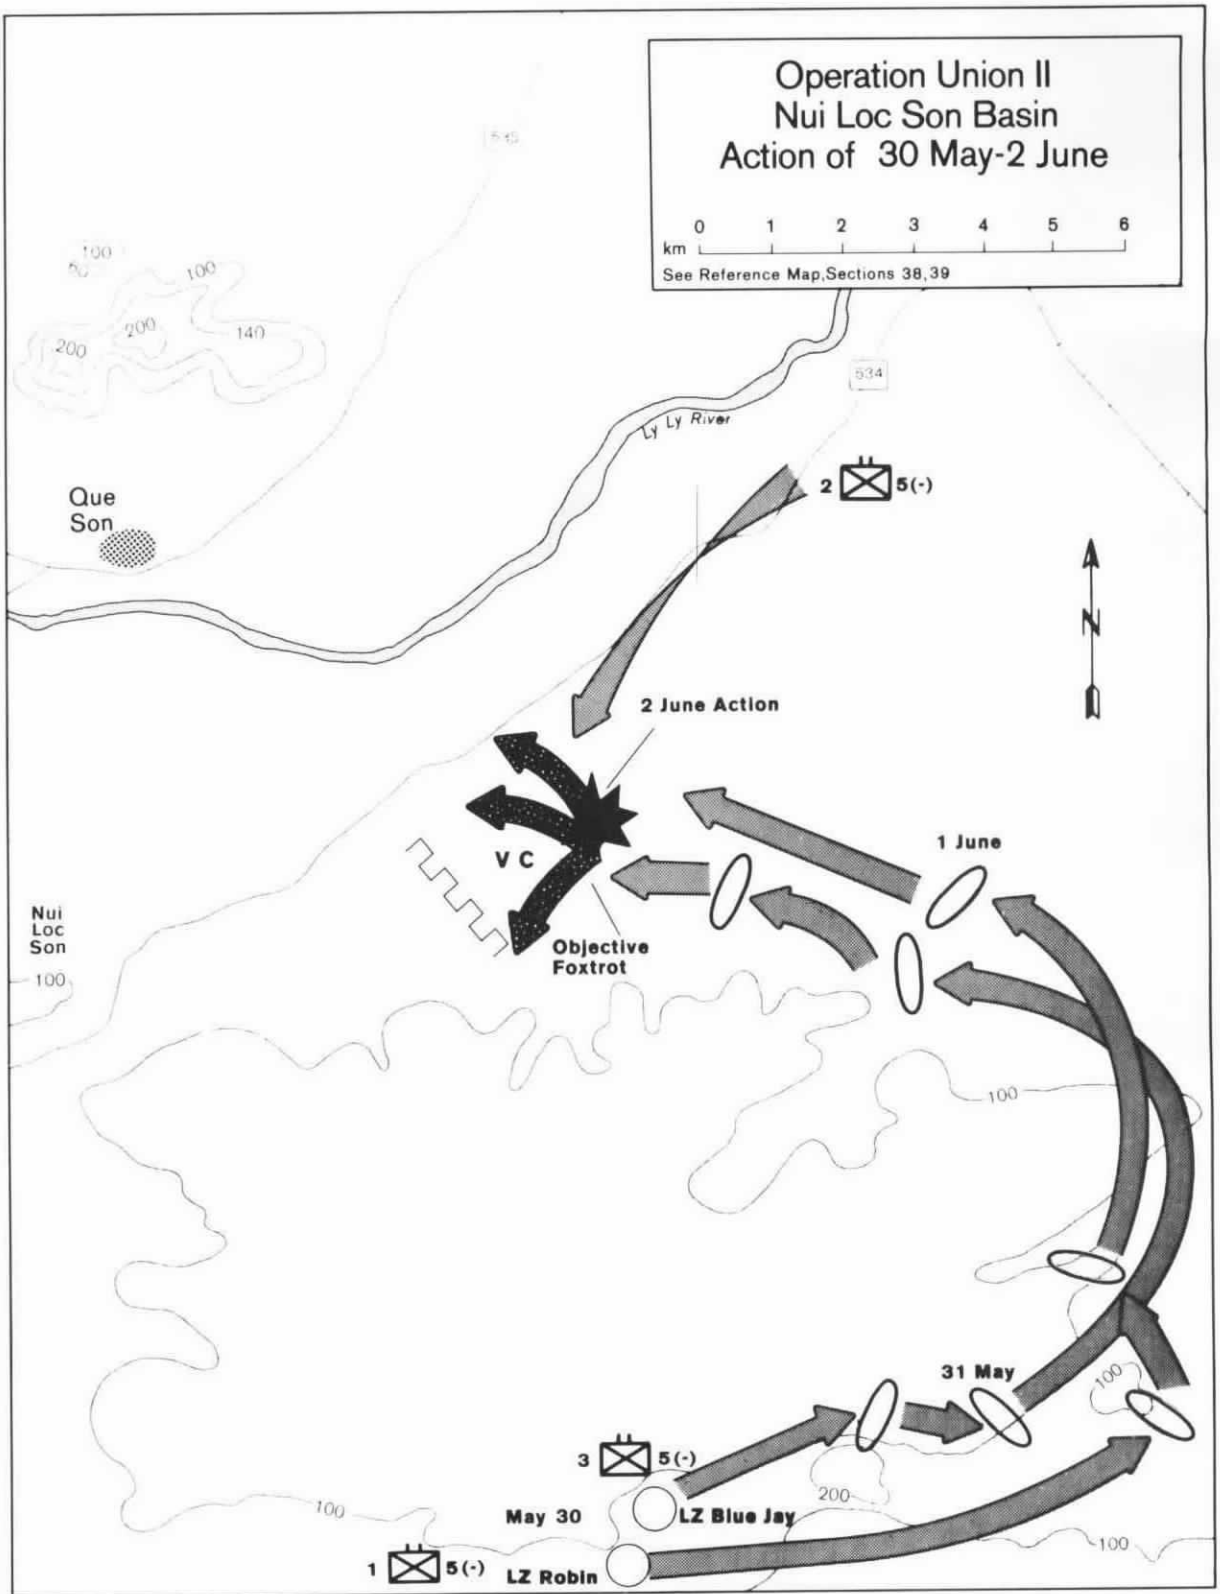 Operation Union II
Nui Loc Son Basin
Action of 30 May-2 June
0 1 2 3 4 5 6
km
See Reference Map,Sections 38,39
535
100
100
200
200
140
534
Ly Ly River
2 5(-)
Que
Son
N
2 June Action
1 June
V C
Nui
Loc
Son
100
Objective
Foxtrot
100
31 May
100
3 5(-)
200
100
May 30
LZ Blue Jay
100
1 5(-)
LZ Robin